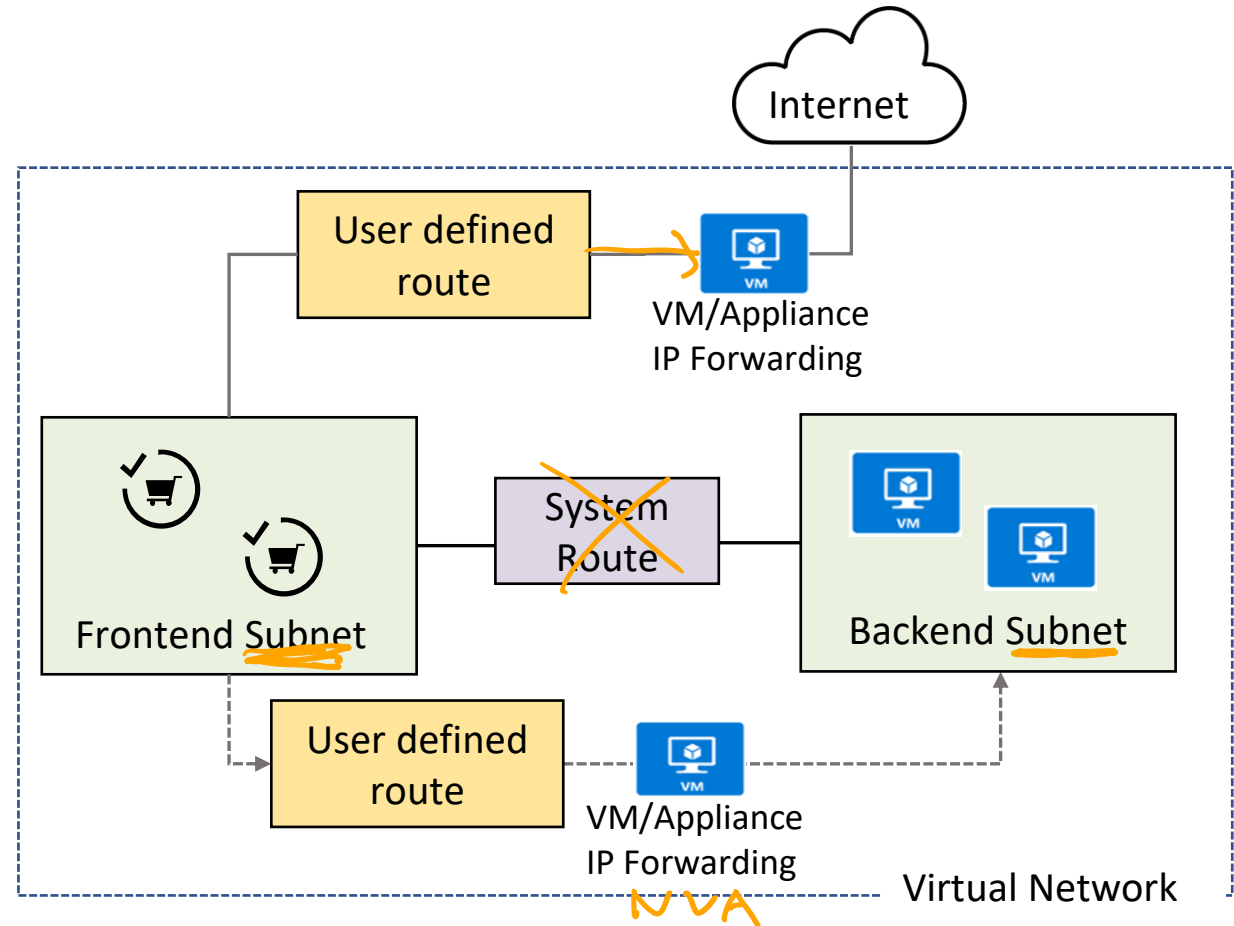 Internet
User defined
route
VM
VM/Appliance
IP Forwarding
System
Route
VM
VM
Frontend Subnet
Backend Subnet
User defined
route
VM
VM/Appliance
IP Forwarding
NVA
Virtual Network